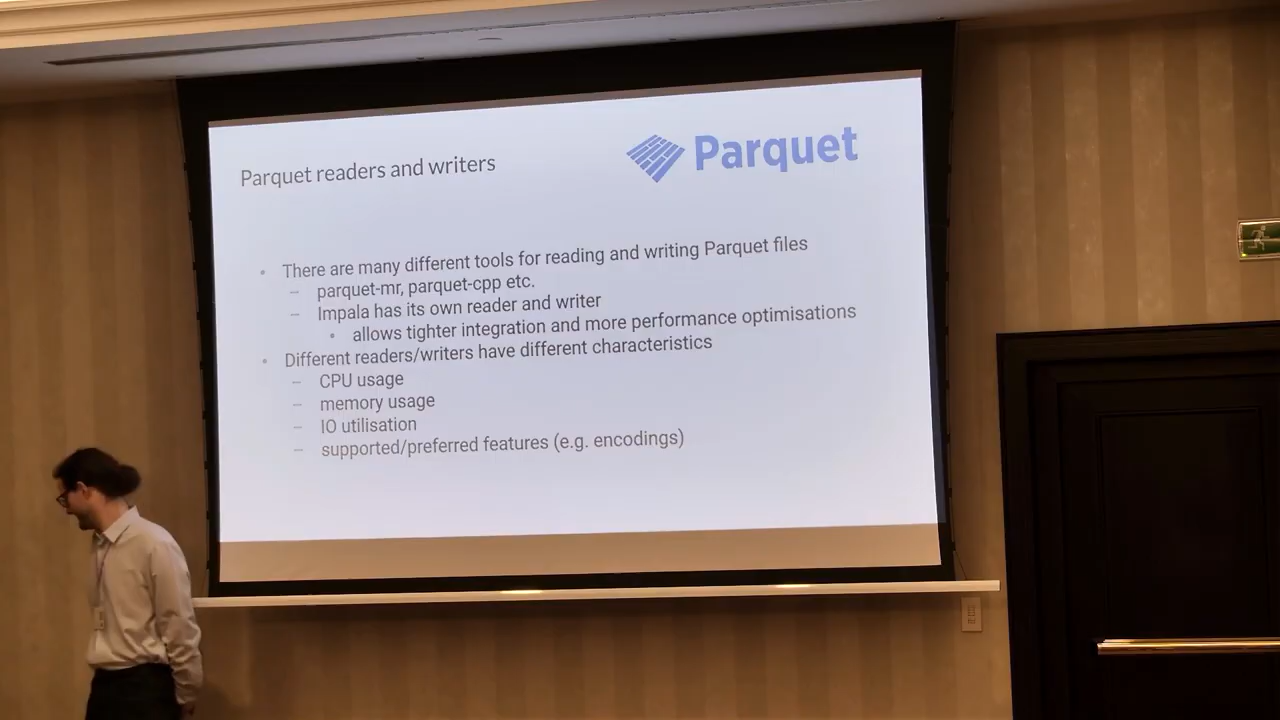 Parquet
Parquet readers and writers
• There are many different tools for reading and writing Parquet files
– parquet-mr, parquet-cpp etc.
– Impala has its own reader and writer
• allows tighter integration and more performance optimisations
• Different readers/writers have different characteristics
– CPU usage
– memory usage
– IO utilisation
– supported/preferred features (e.g. encodings)